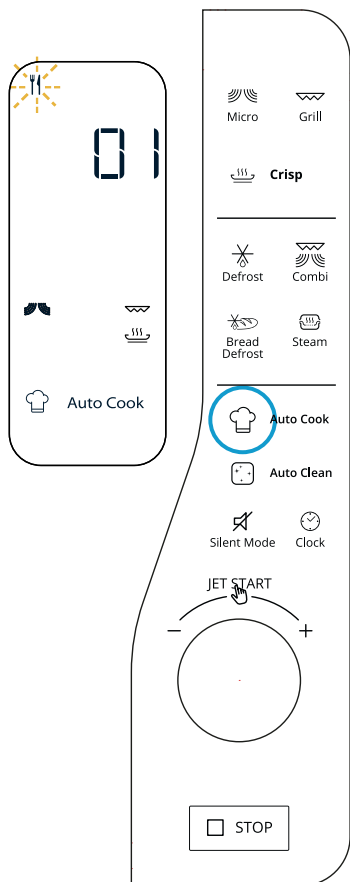 01
Auto Cook
Micro
Grill
Crisp
Defrost
Combi
Bread
Defrost
Steam
Auto Cook
Auto Clean
Silent Mode
Clock
JET START
− +
STOP